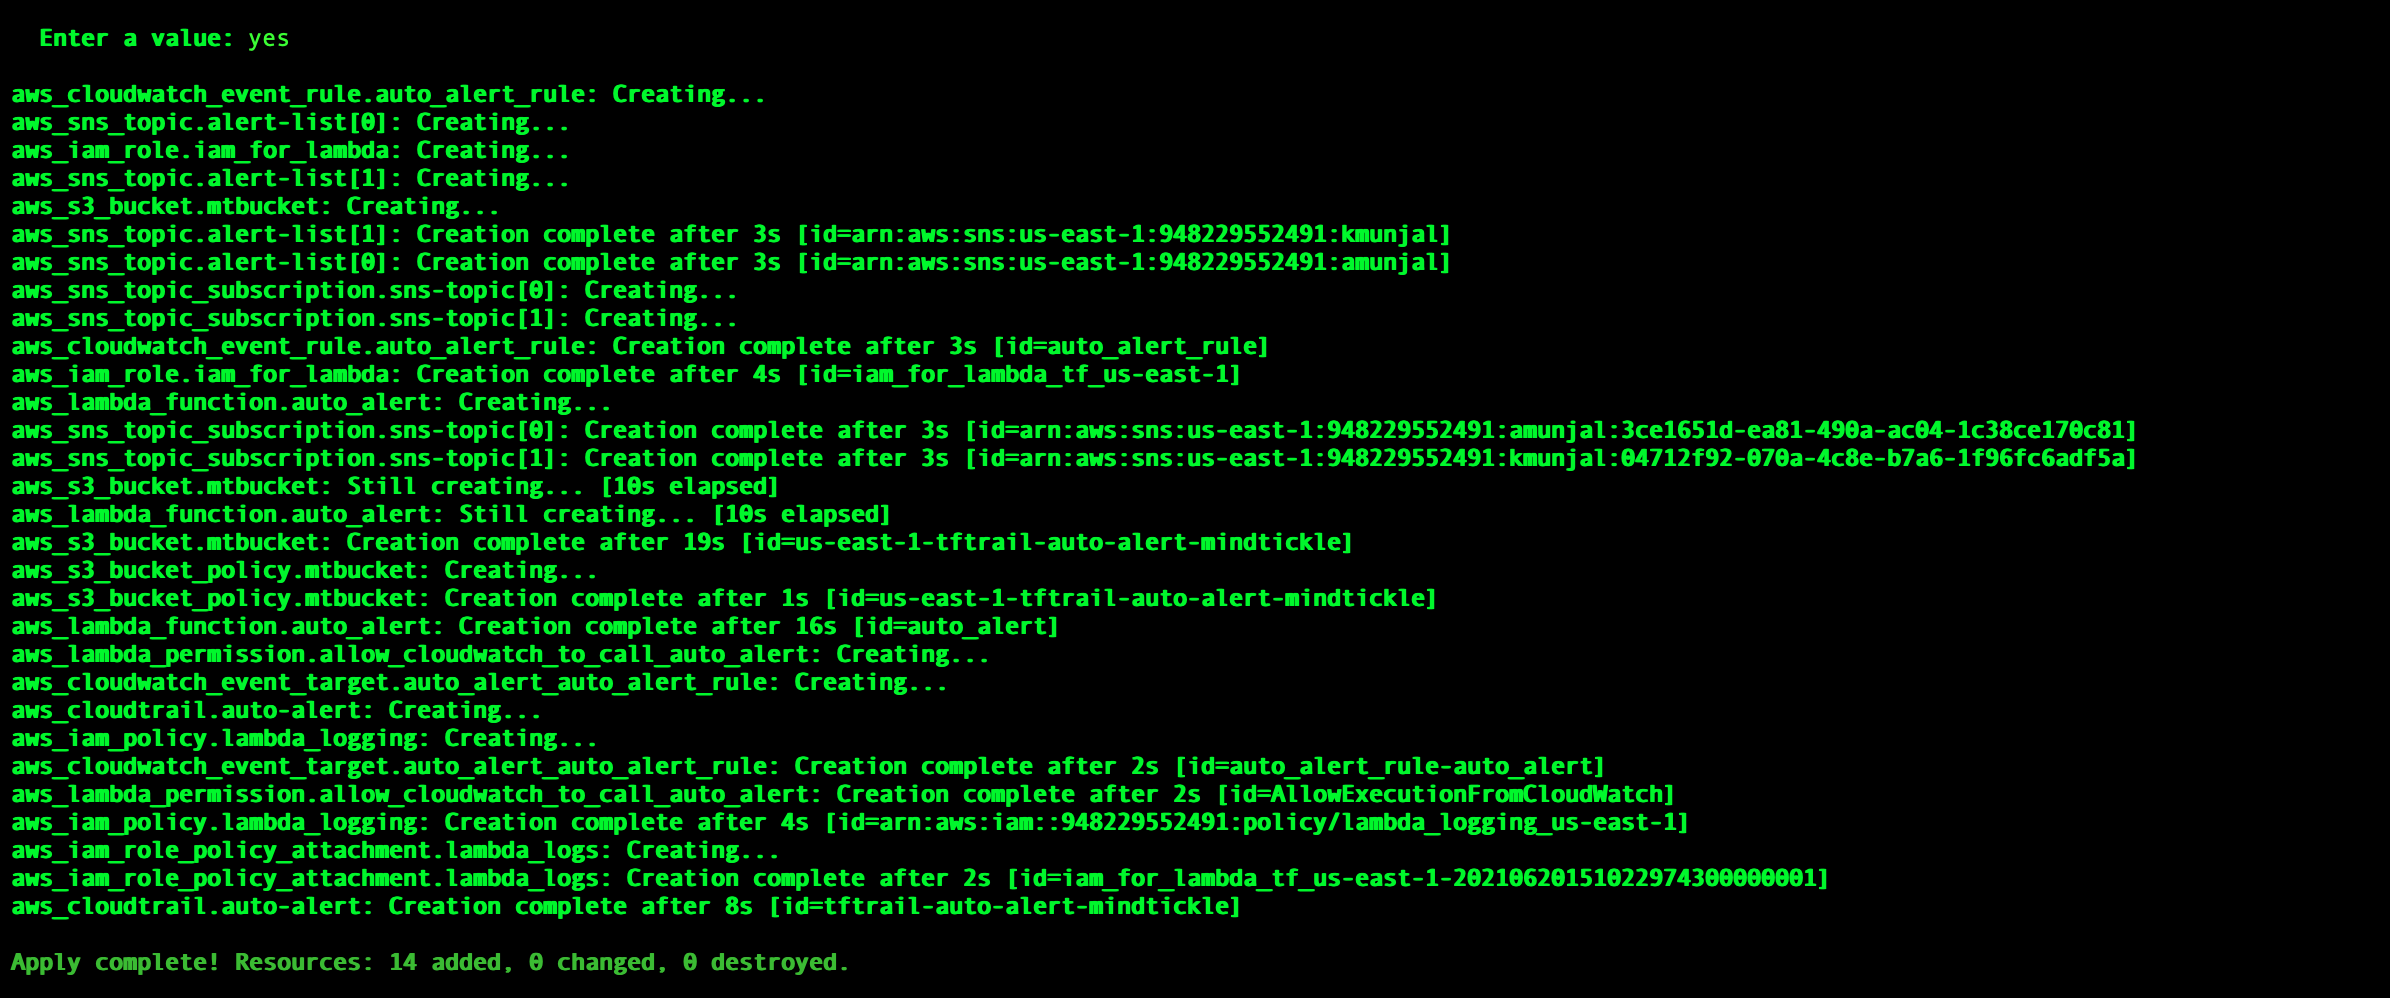 Enter a value: yes
aws_cloudwatch_event_rule.auto_alert_rule: Creating...
aws_sns_topic.alert-list[0]: Creating...
aws_iam_role.iam_for_lambda: Creating...
aws_sns_topic.alert-list[1]: Creating...
aws_s3_bucket.mtbucket: Creating...
aws_sns_topic.alert-list[1]: Creation complete after 3s [id=arn:aws:sns:us-east-1:948229552491:kmunjal]
aws_sns_topic.alert-list[0]: Creation complete after 3s [id=arn:aws:sns:us-east-1:948229552491:amunjal]
aws_sns_topic_subscription.sns-topic[0]: Creating...
aws_sns_topic_subscription.sns-topic[1]: Creating...
aws_cloudwatch_event_rule.auto_alert_rule: Creation complete after 3s [id=auto_alert_rule]
aws_iam_role.iam_for_lambda: Creation complete after 4s [id=iam_for_lambda_tf_us-east-1]
aws_lambda_function.auto_alert: Creating...
aws_sns_topic_subscription.sns-topic[0]: Creation complete after 3s [id=arn:aws:sns:us-east-1:948229552491:amunjal:3ce1651d-ea81-490a-ac04-1c38ce170c81]
aws_sns_topic_subscription.sns-topic[1]: Creation complete after 3s [id=arn:aws:sns:us-east-1:948229552491:kmunjal:04712f92-070a-4c8e-b7a6-1f96fc6adf5a]
aws_s3_bucket.mtbucket: Still creating... [10s elapsed]
aws_lambda_function.auto_alert: Still creating... [10s elapsed]
aws_s3_bucket.mtbucket: Creation complete after 19s [id=us-east-1-tftrail-auto-alert-mindtickle]
aws_s3_bucket_policy.mtbucket: Creating...
aws_s3_bucket_policy.mtbucket: Creation complete after 1s [id=us-east-1-tftrail-auto-alert-mindtickle]
aws_lambda_function.auto_alert: Creation complete after 16s [id=auto_alert]
aws_lambda_permission.allow_cloudwatch_to_call_auto_alert: Creating...
aws_cloudwatch_event_target.auto_alert_auto_alert_rule: Creating...
aws_cloudtrail.auto-alert: Creating...
aws_iam_policy.lambda_logging: Creating...
aws_cloudwatch_event_target.auto_alert_auto_alert_rule: Creation complete after 2s [id=auto_alert_rule-auto_alert]
aws_lambda_permission.allow_cloudwatch_to_call_auto_alert: Creation complete after 2s [id=AllowExecutionFromCloudWatch]
aws_iam_policy.lambda_logging: Creation complete after 4s [id=arn:aws:iam::948229552491:policy/lambda_logging_us-east-1]
aws_iam_role_policy_attachment.lambda_logs: Creating...
aws_iam_role_policy_attachment.lambda_logs: Creation complete after 2s [id=iam_for_lambda_tf_us-east-1-20210620151022974300000001]
aws_cloudtrail.auto-alert: Creation complete after 8s [id=tftrail-auto-alert-mindtickle]
Apply complete! Resources: 14 added, 0 changed, 0 destroyed.